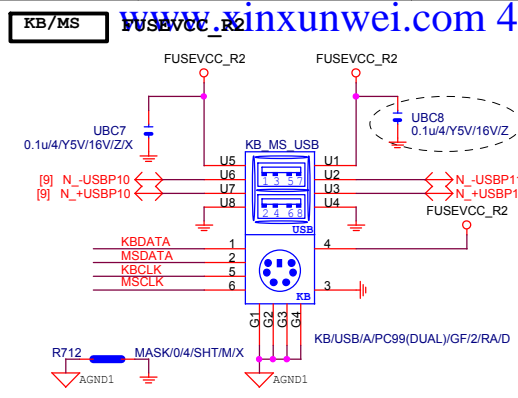 KB/MS
FUSEVCC_R2
www.xinxunwei.com 4
FUSEVCC_R2
FUSEVCC_R2
UBC7
0.1u/4/Y5V/16V/Z/X
UBC8
0.1u/4/Y5V/16V/Z
KB_MS_USB
U5
U1
[9] N_-USBP10
U6
U2
N_-USBP1
[9] N_+USBP10
U7
U3
N_+USBP1
U8
U4
1 3 5 7
2 4 6 8
USB
FUSEVCC_R2
KBDATA
1
4
MSDATA
2
KBCLK
5
MSCLK
6
3
KB
G1
G2
G3
G4
KB/USB/A/PC99(DUAL)/GF/2/RA/D
R712
MASK/0/4/SHT/M/X
AGND1
AGND1